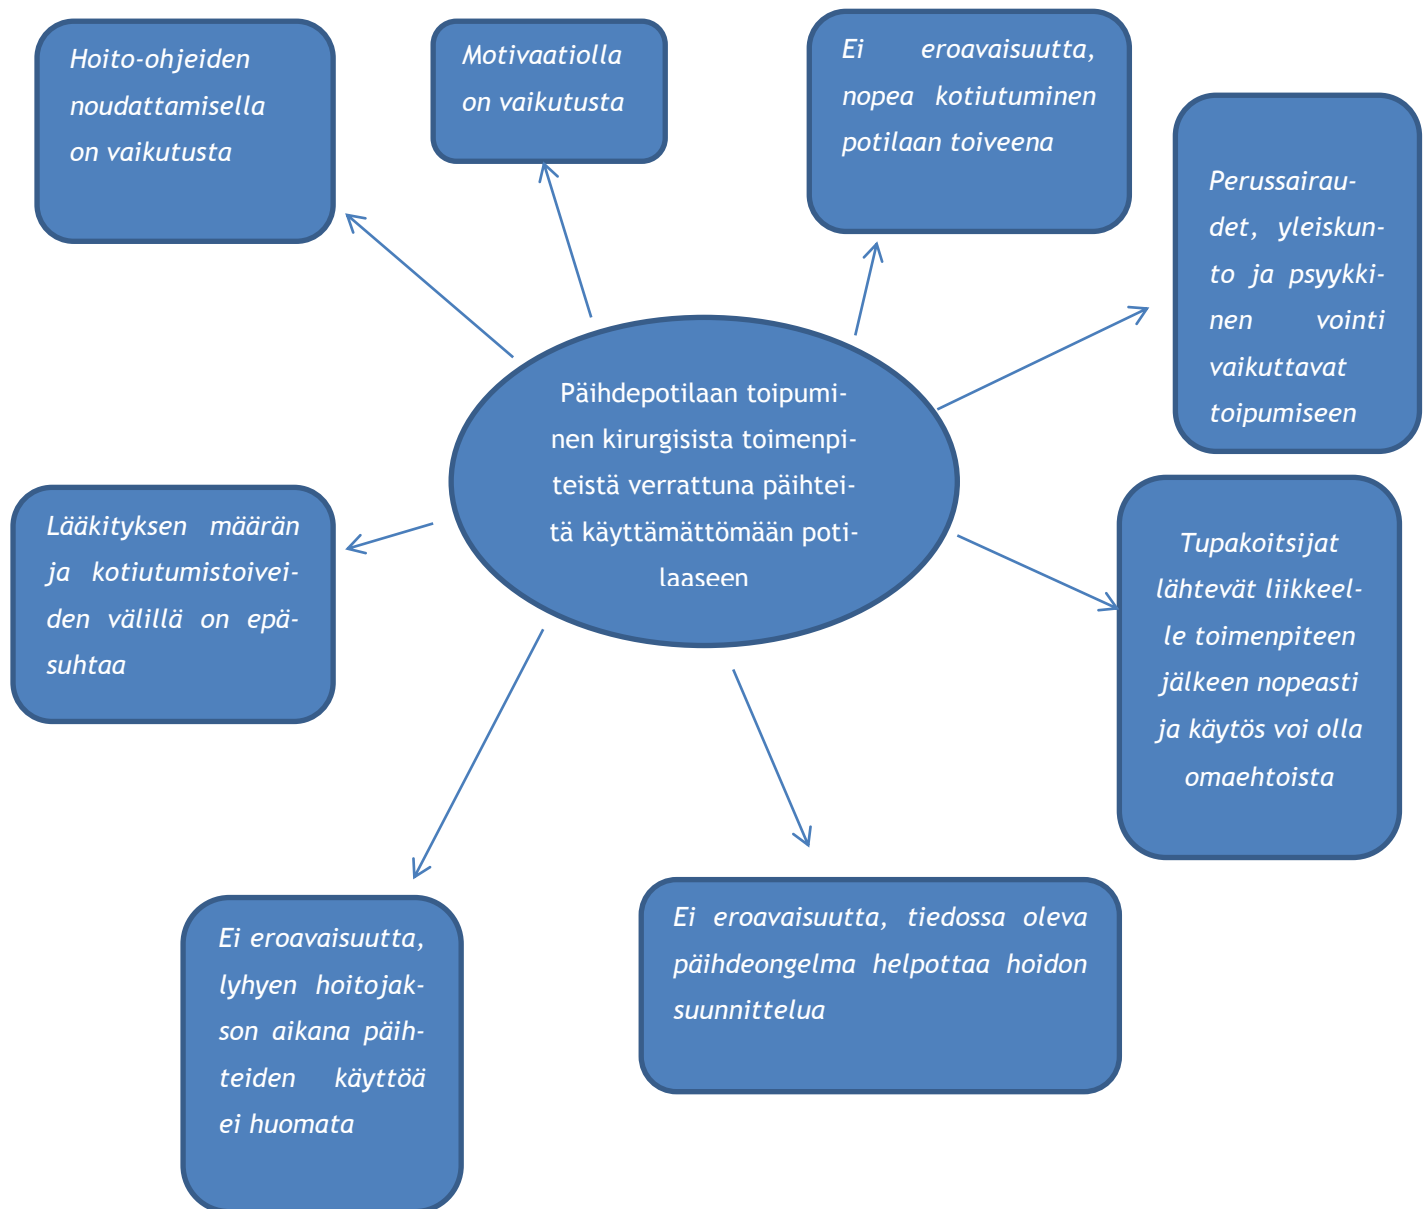 Hoito-ohjeiden
noudattamisella
on vaikutusta
Motivaatiolla
on vaikutusta
Ei eroavaisuutta,
nopea kotiutuminen
potilaan toiveena
Perussairau-
det, yleiskun-
to ja psyykki-
nen vointi
vaikuttavat
toipumiseen
Päihdepotilaan toipumi-
nen kirurgisista toimenpi-
teistä verrattuna päihtei-
tä käyttämättömään poti-
laaseen
Lääkityksen määrän
ja kotiutumistoivei-
den välillä on epä-
suhtaa
Tupakoitsijat
lähtevät liikkeel-
le toimenpiteen
jälkeen nopeasti
ja käytös voi olla
omaehtoista
Ei eroavaisuutta,
lyhyen hoitojak-
son aikana päih-
teiden käyttöä
ei huomata
Ei eroavaisuutta, tiedossa oleva
päihdeongelma helpottaa hoidon
suunnittelua